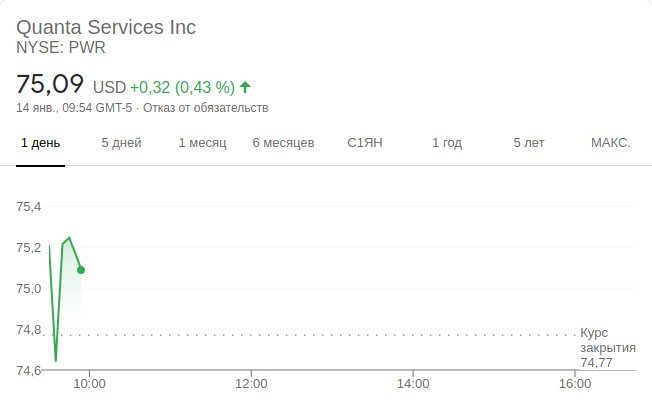 Quanta Services Inc
NYSE: PWR
75,09 USD +0,32 (0,43 %)
14 янв., 09:54 GMT-5 · Отказ от обязательств
1 день 5 дней 1 месяц 6 месяцев С1ЯН 1 год 5 лет МАКС.
75,4
75,2
75,0
74,8
Курс
закрытия
74,77
74,6
10:00 12:00 14:00 16:00